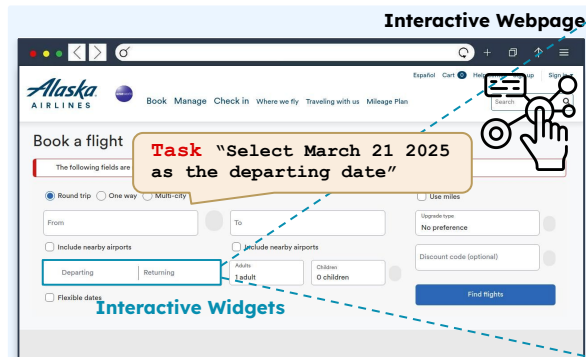 Interactive Webpage
Español Cart 0 Sign in
Alaska
AIRLINES
Book Manage Check in Where we fly Traveling with us Mileage Plan
Search
Book a flight
The following fields are
Task “Select March 21 2025
as the departing date”
Round trip One way Multi-city
Use miles
From
To
Upgrade type
No preference
Include nearby airports
Include nearby airports
Discount code (optional)
Departing Returning
Adults
1 adult
Children
0 children
Flexible dates
Find flights
Interactive Widgets